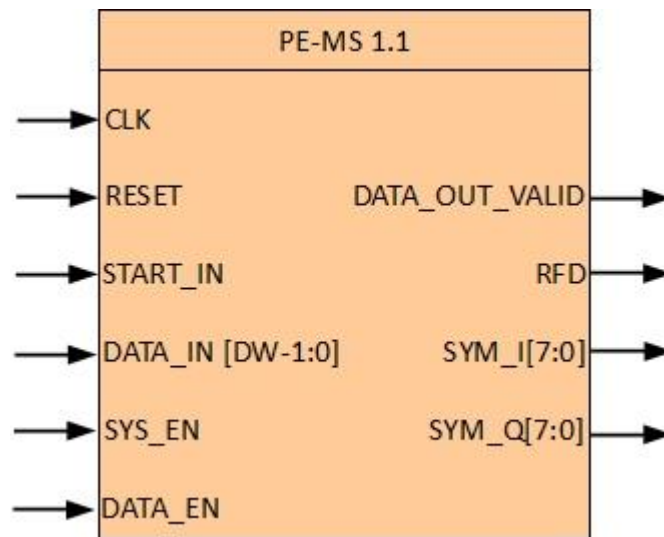 PE-MS 1.1
CLK
RESET DATA_OUT_VALID
START_IN RFD
DATA_IN [DW-1:0] SYM_I[7:0]
SYS_EN SYM_Q[7:0]
DATA_EN